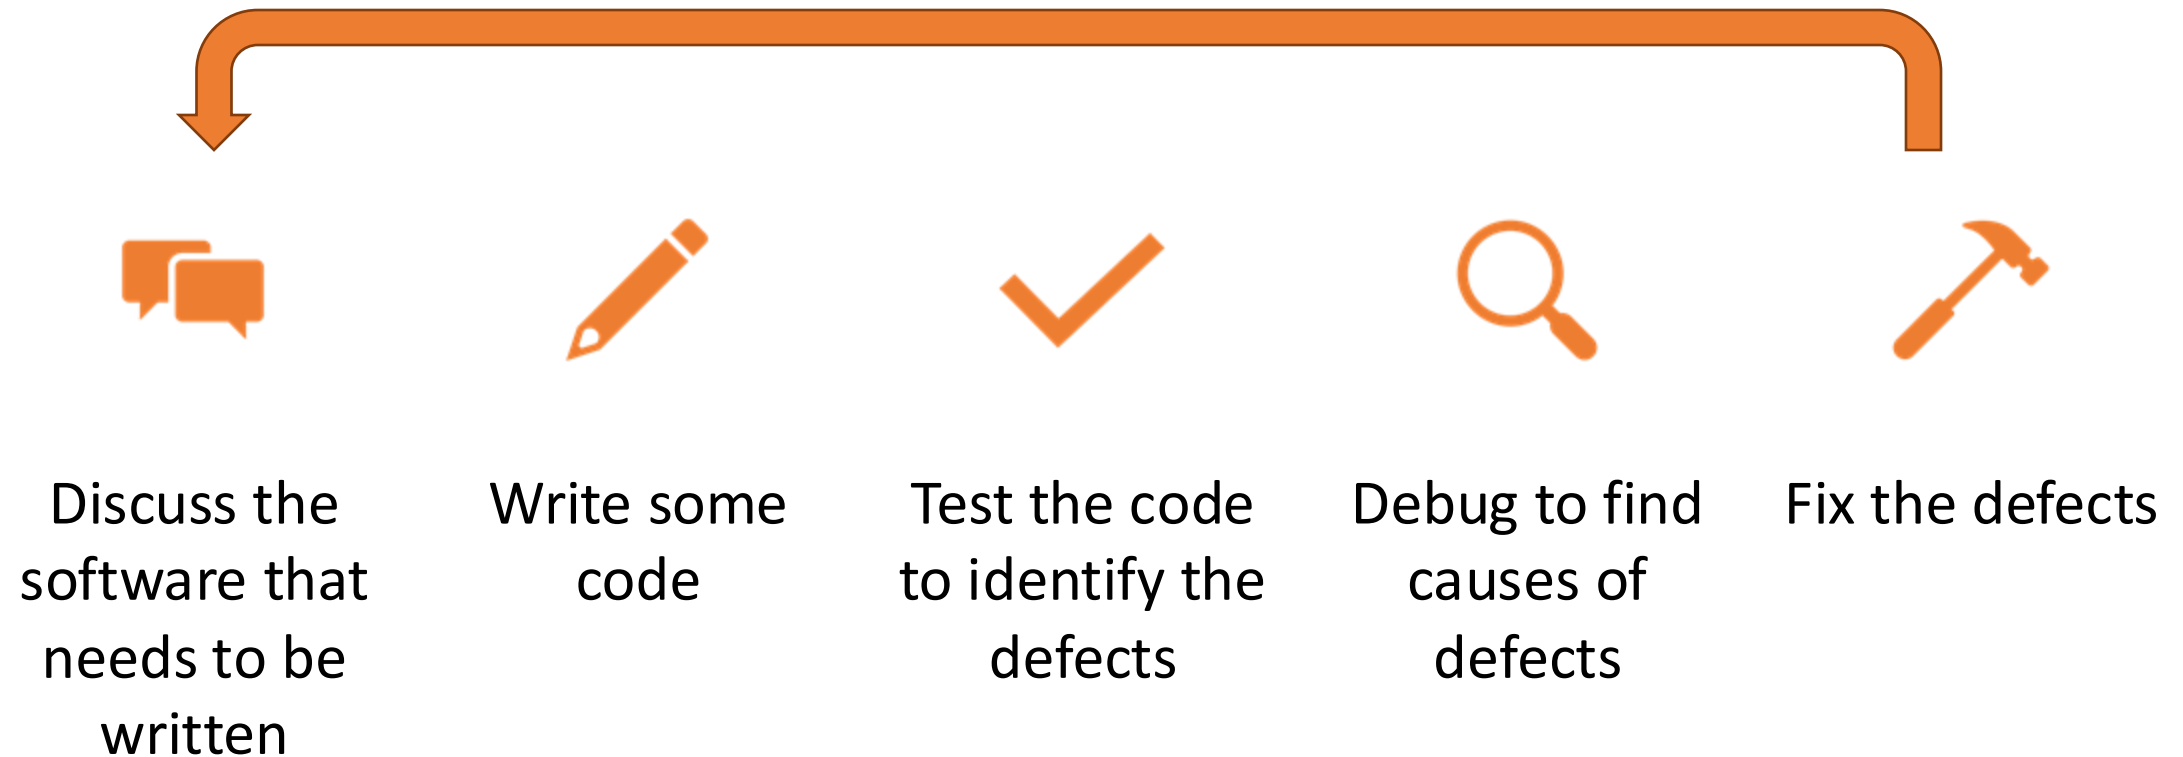 Discuss the
software that
needs to be
written
Write some
code
Test the code
to identify the
defects
Debug to find
causes of
defects
Fix the defects